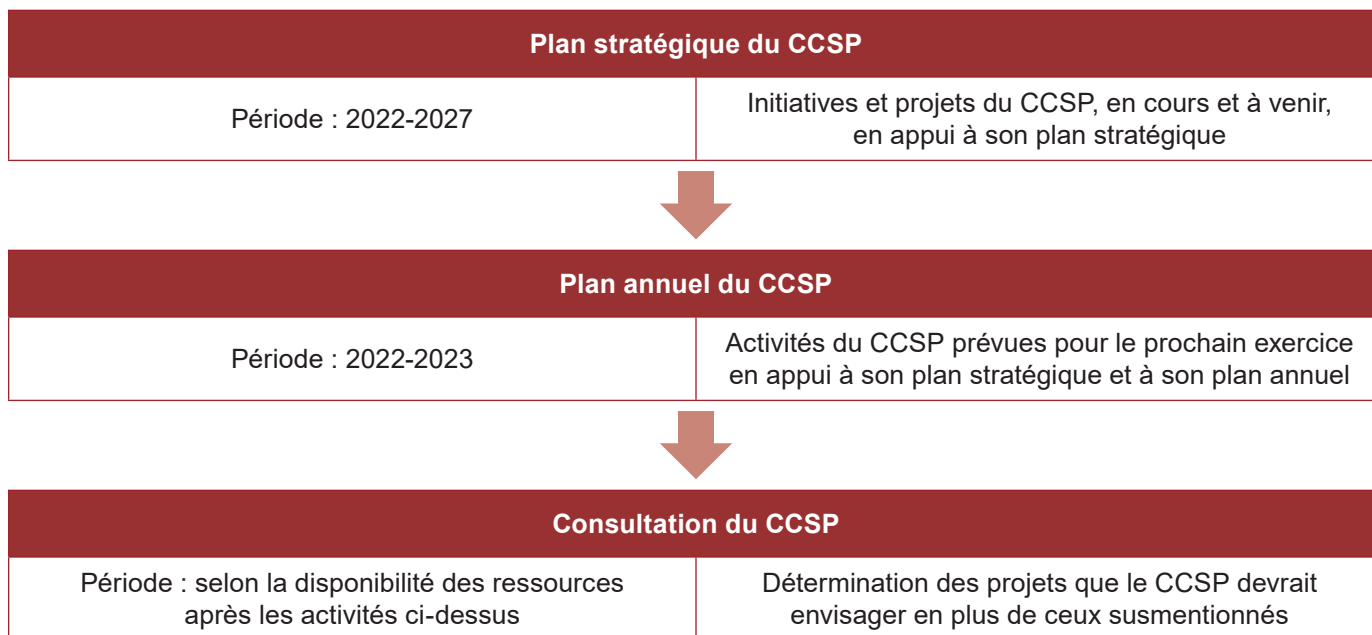 Plan stratégique du CCSP
Période : 2022-2027
Initiatives et projets du CCSP, en cours et à venir,
en appui à son plan stratégique
Plan annuel du CCSP
Période : 2022-2023
Activités du CCSP prévues pour le prochain exercice
en appui à son plan stratégique et à son plan annuel
Consultation du CCSP
Période : selon la disponibilité des ressources
après les activités ci-dessus
Détermination des projets que le CCSP devrait
envisager en plus de ceux susmentionnés